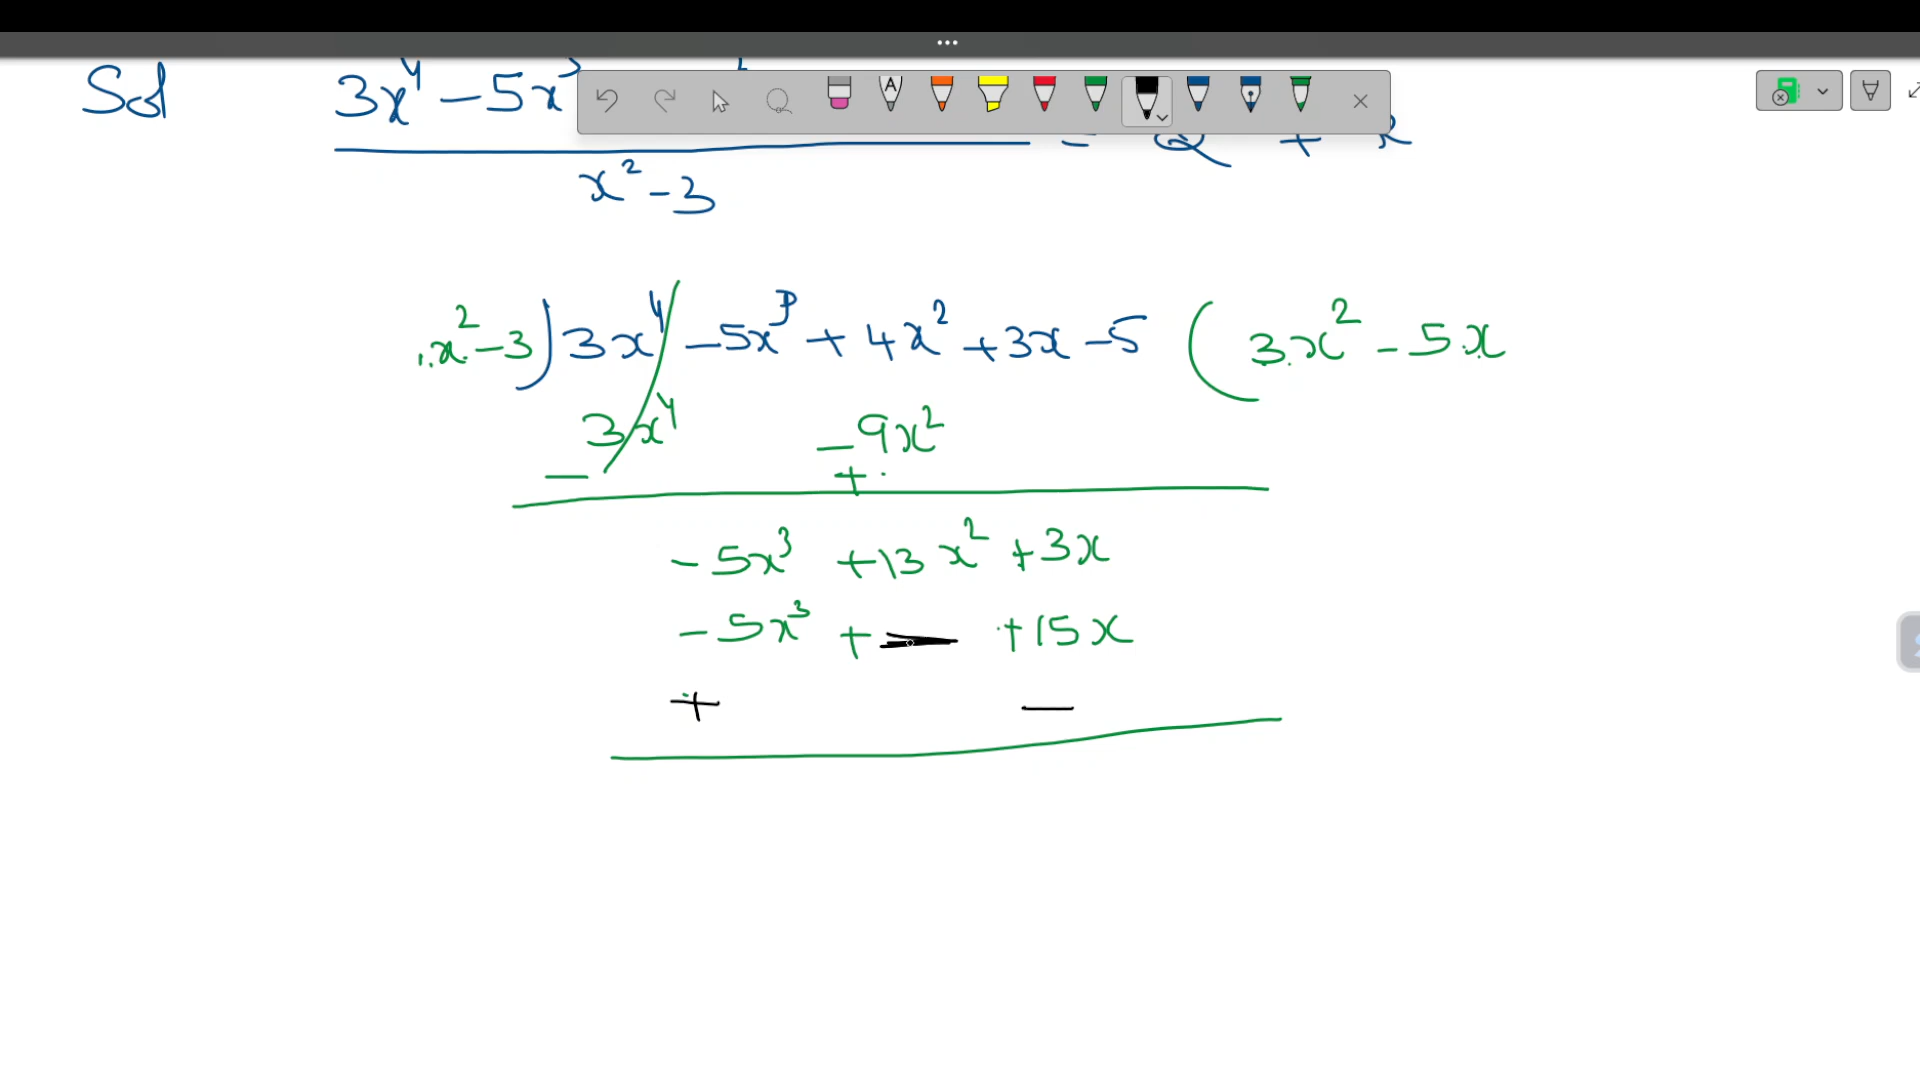 Sol 3x⁴ - 5x³
= Q + R
x² - 3
x² - 3 ) 3x⁴ - 5x³ + 4x² + 3x - 5 ( 3x² - 5x
3x⁴ - 9x²
- +
- 5x³ + 13x² + 3x
- 5x³ + +15x
+ -